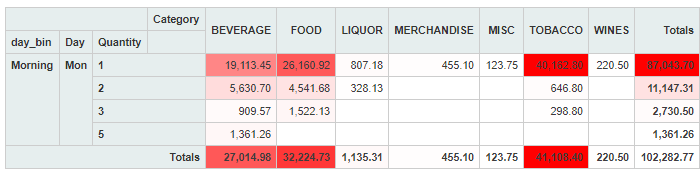 Category BEVERAGE FOOD LIQUOR MERCHANDISE MISC TOBACCO WINES Totals
day_bin Day Quantity
Morning Mon 1 19,113.45 26,160.92 807.18 455.10 123.75 40,162.80 220.50 87,043.70
2 5,630.70 4,541.68 328.13 646.80 11,147.31
3 909.57 1,522.13 298.80 2,730.50
5 1,361.26 1,361.26
Totals 27,014.98 32,224.73 1,135.31 455.10 123.75 41,108.40 220.50 102,282.77